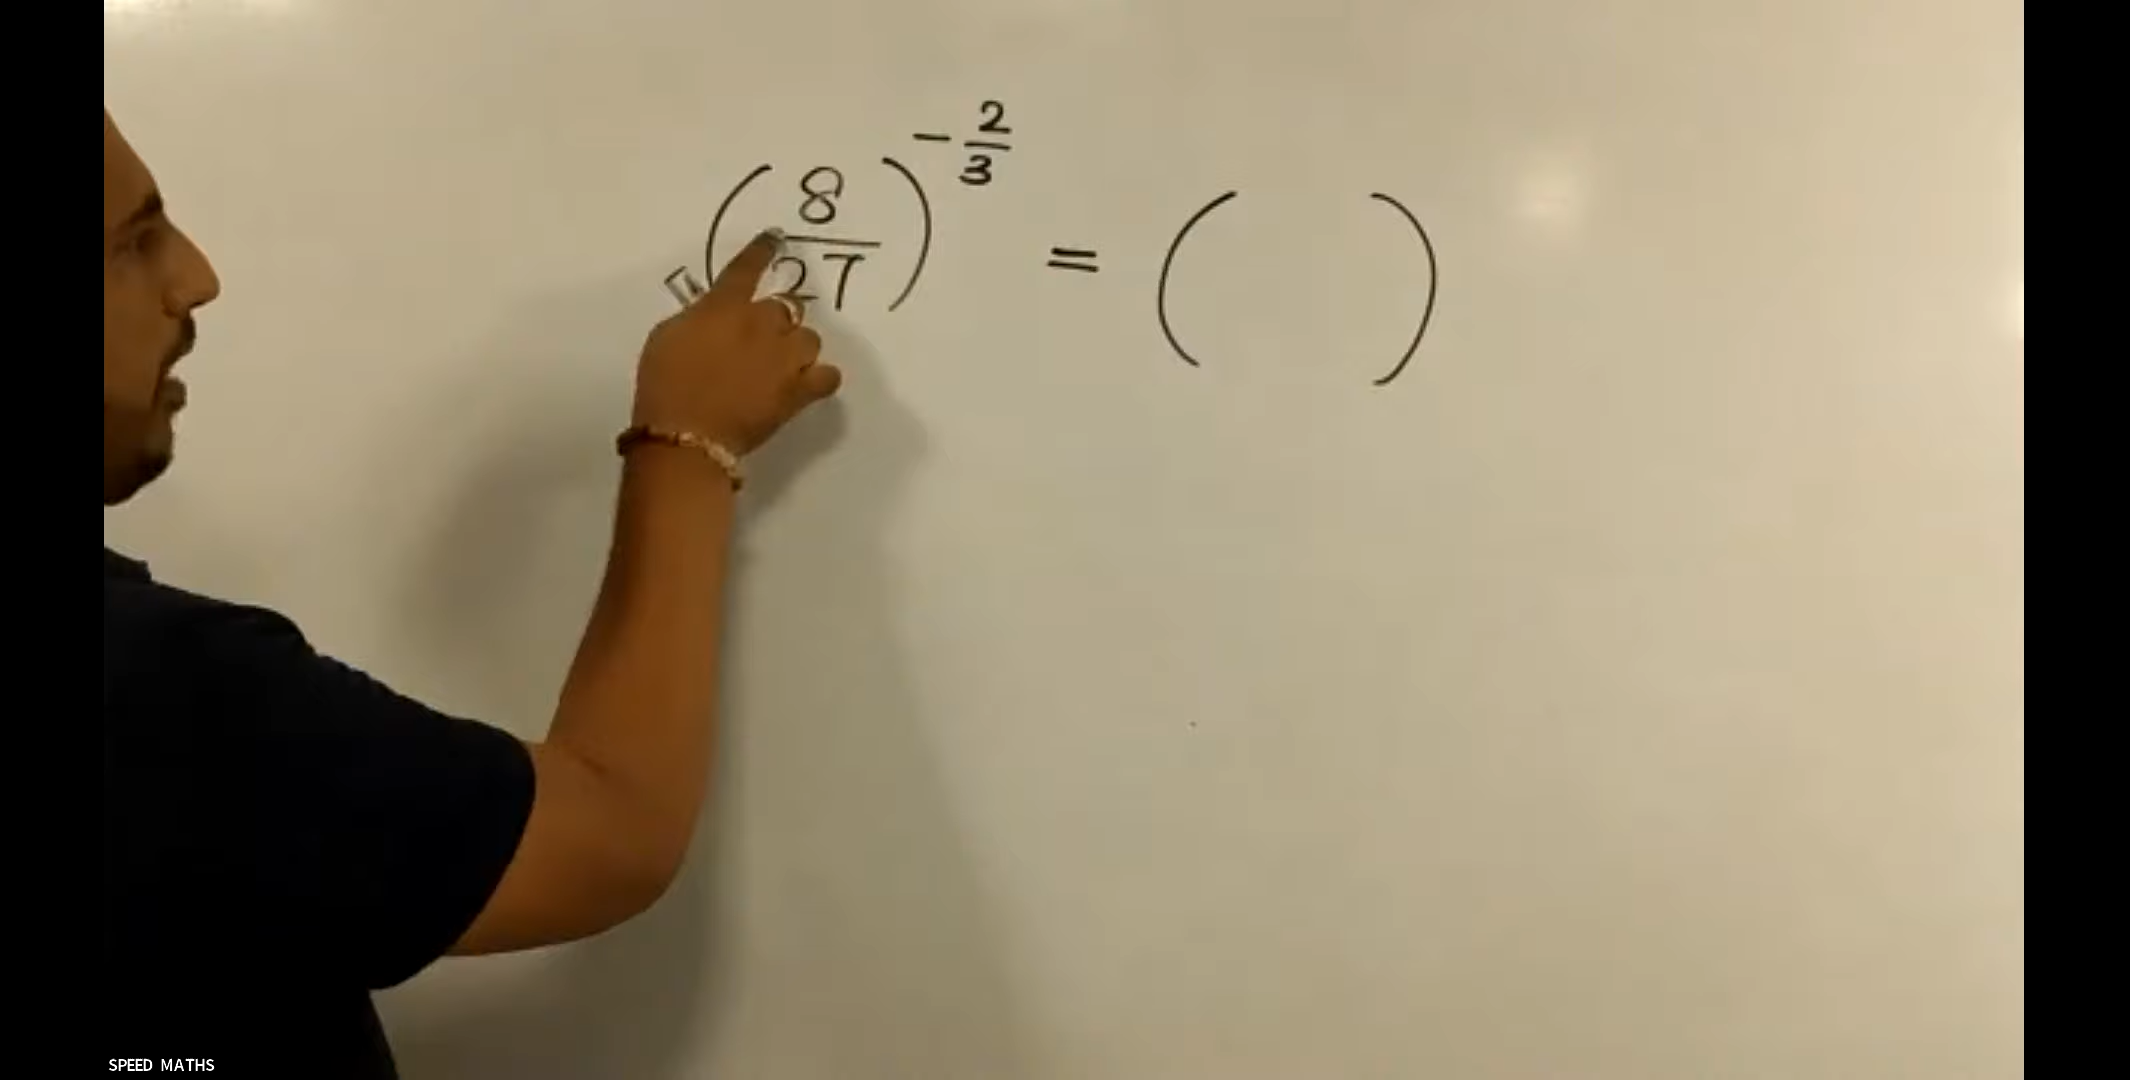 (8/27)^(-2/3) = ( )
SPEED MATHS